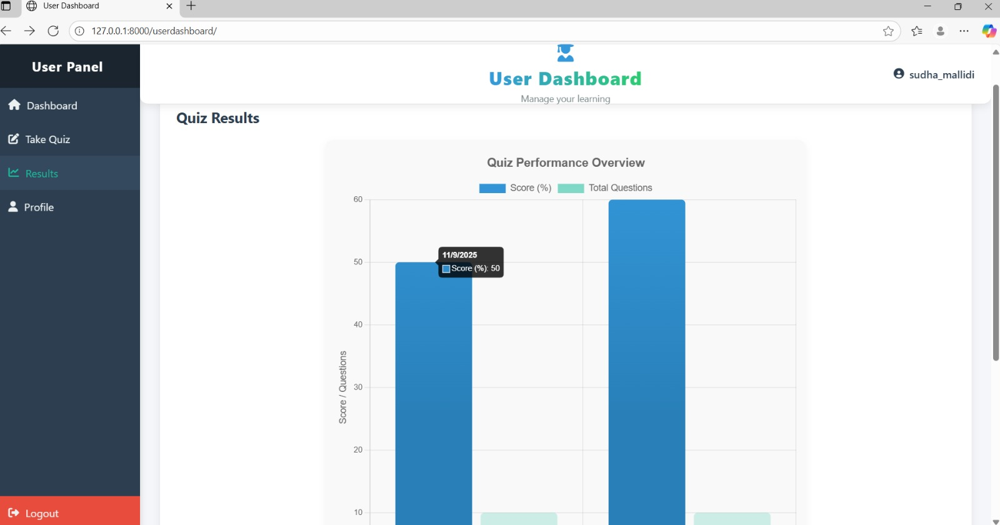 User Dashboard
127.0.0.1:8000/userdashboard/
User Panel
Dashboard
Take Quiz
Results
Profile
Logout
User Dashboard
Manage your learning
sudha_mallidi
Quiz Results
Quiz Performance Overview
Score (%) Total Questions
60
50
40
30
20
10
Score / Questions
11/9/2025
Score (%): 50